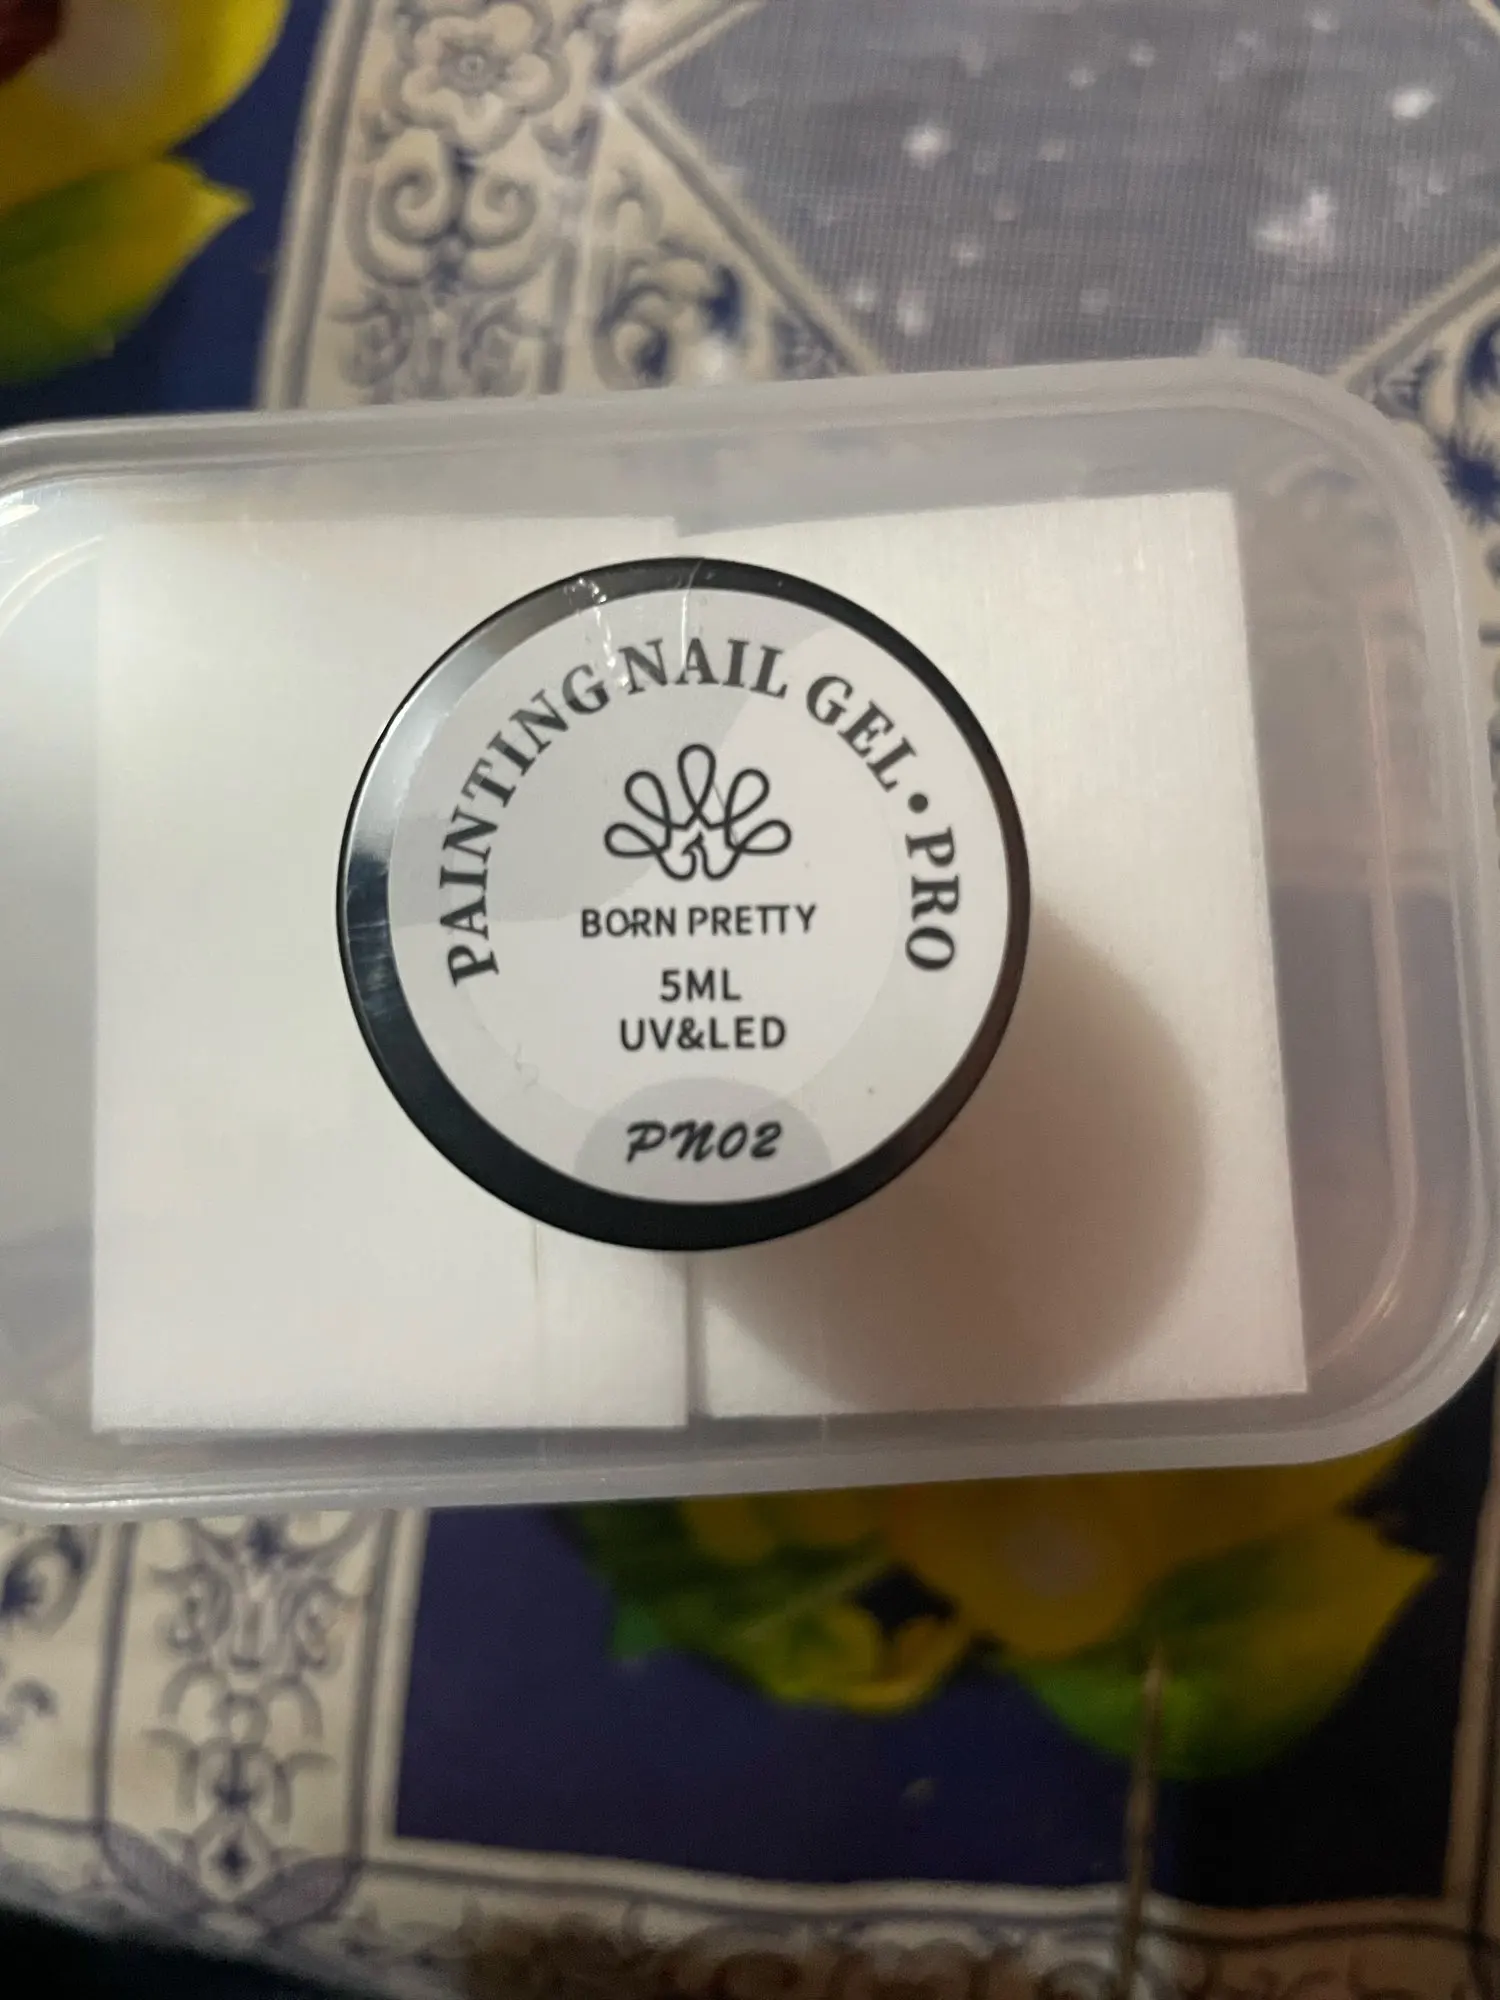 PAINTING NAIL GEL • PRO
BORN PRETTY
5ML
UV&LED
PN02